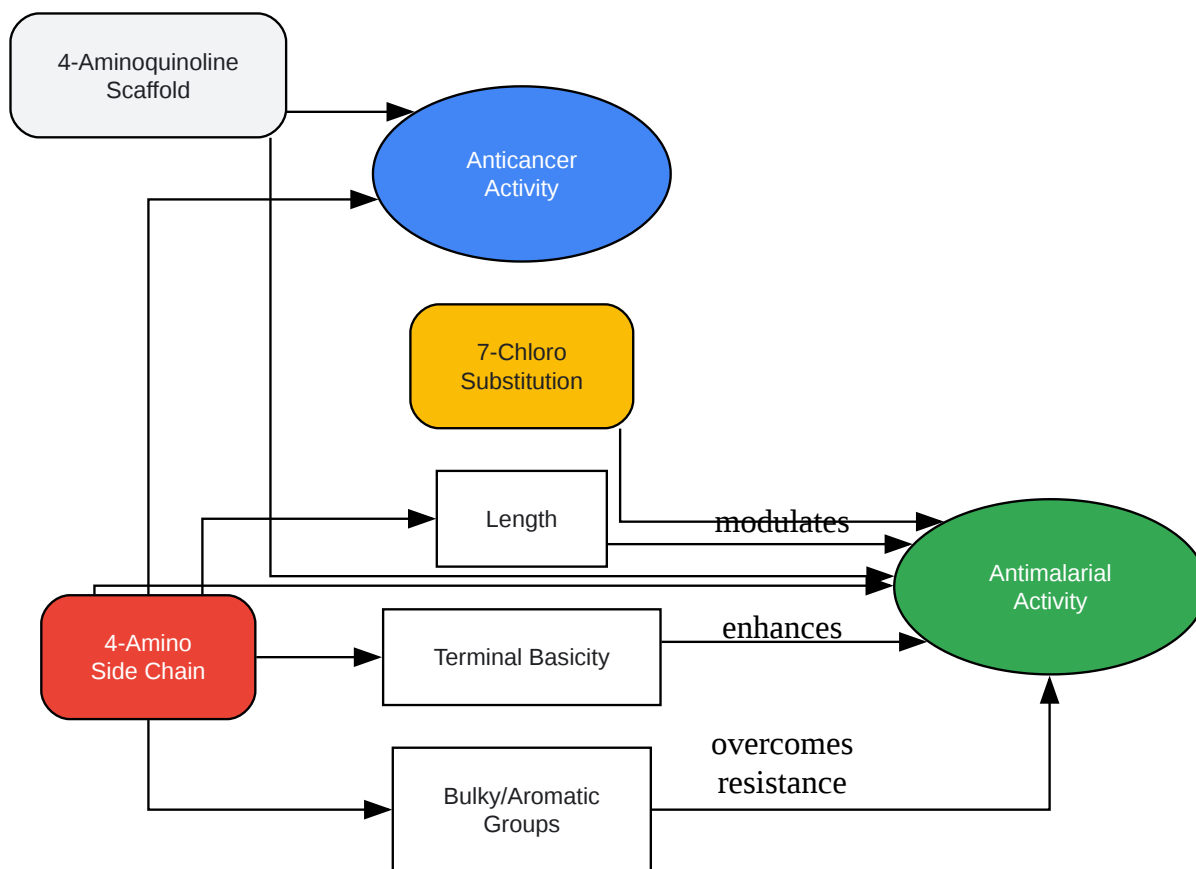 4-Aminoquinoline
Scaffold
Anticancer
Activity
7-Chloro
Substitution
Length
modulates
Antimalarial
Activity
4-Amino
Side Chain
Terminal Basicity
enhances
Bulky/Aromatic
Groups
overcomes
resistance